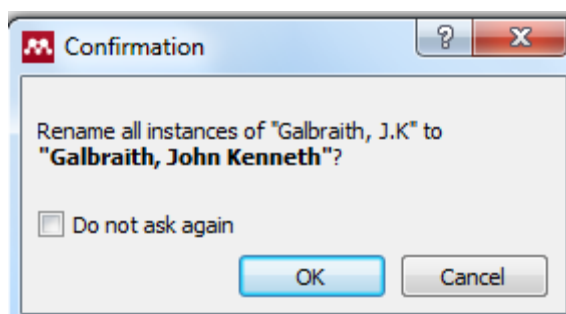 Confirmation
Rename all instances of "Galbraith, J.K" to
"Galbraith, John Kenneth"?
Do not ask again
OK
Cancel